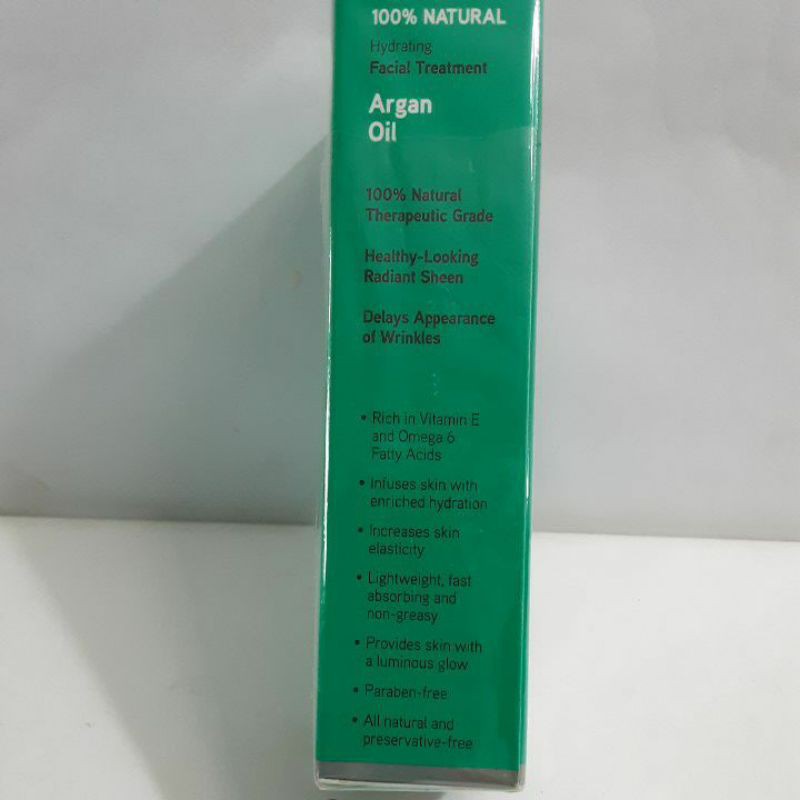 100% NATURAL
Hydrating
Facial Treatment
Argan
Oil
100% Natural
Therapeutic Grade
Healthy-Looking
Radiant Sheen
Delays Appearance
of Wrinkles
• Rich in Vitamin E
and Omega 6
Fatty Acids
• Infuses skin with
enriched hydration
• Increases skin
elasticity
• Lightweight, fast
absorbing and
non-greasy
• Provides skin with
a luminous glow
• Paraben-free
• All natural and
preservative-free